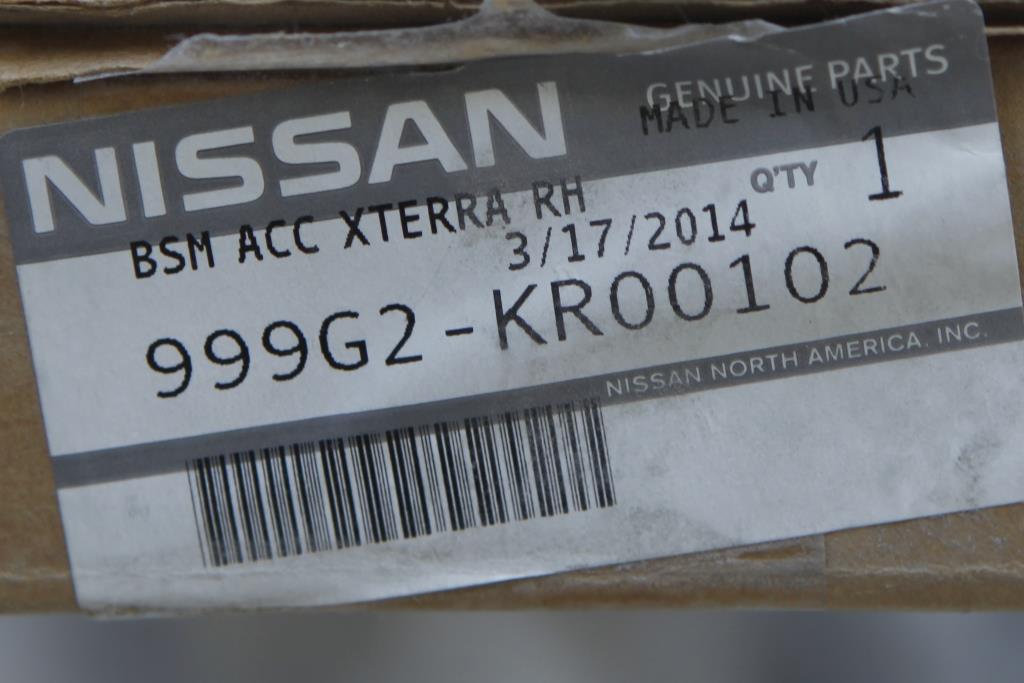 NISSAN
GENUINE PARTS
MADE IN USA
BSM ACC XTERRA RH
Q'TY 1
3/17/2014
999G2-KR00102
NISSAN NORTH AMERICA, INC.